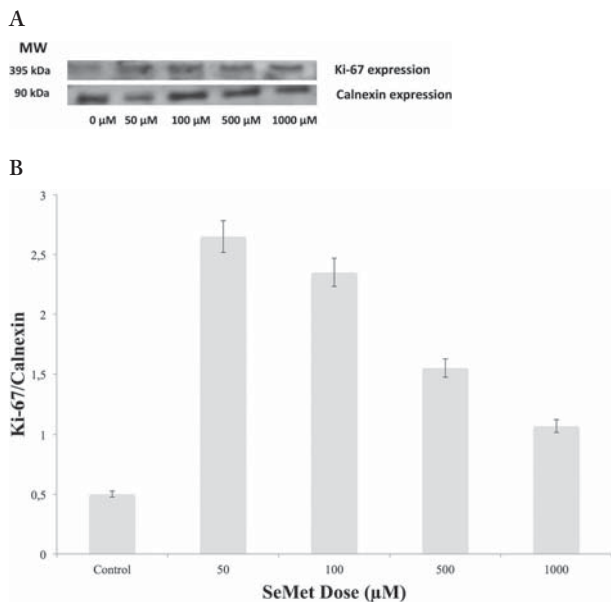 A
MW
395 kDa
Ki-67 expression
90 kDa
Calnexin expression
0 µM 50 µM 100 µM 500 µM 1000 µM
B
3
2,5
2
1,5
1
0,5
0
Ki-67/Calnexin
Control 50 100 500 1000
SeMet Dose (µM)